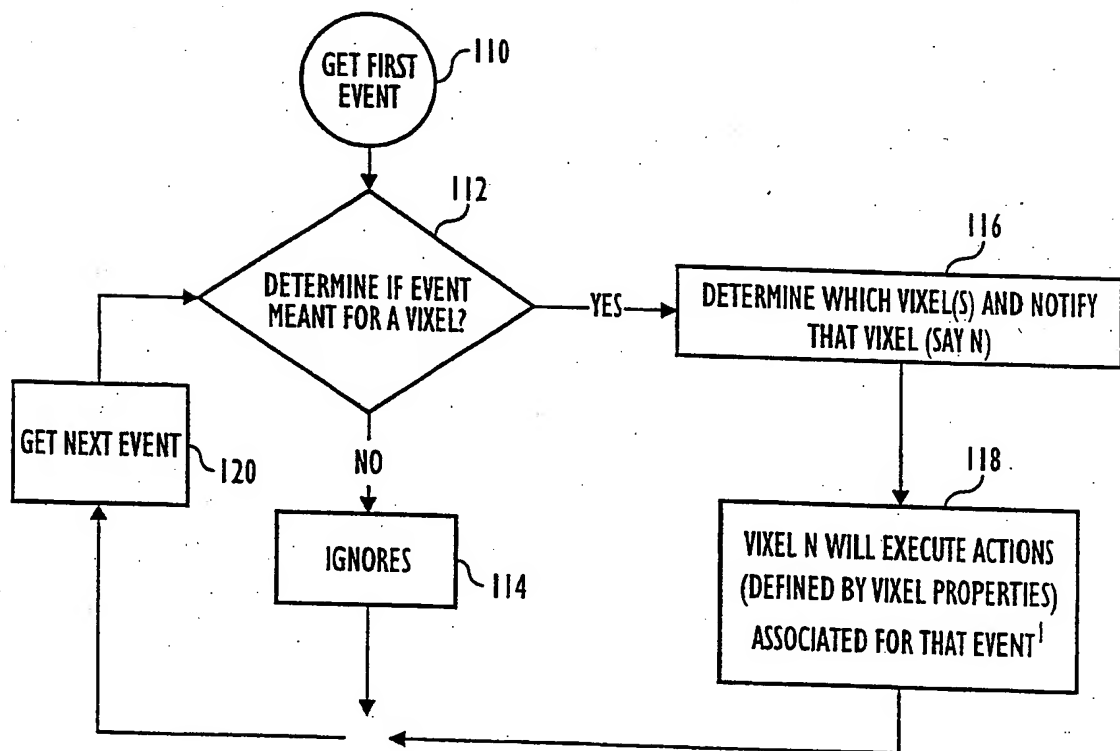 GET FIRST
EVENT
110
112
DETERMINE IF EVENT
MEANT FOR A VIXEL?
YES
116
DETERMINE WHICH VIXEL(S) AND NOTIFY
THAT VIXEL (SAY N)
GET NEXT EVENT
120
NO
118
IGNORES
114
VIXEL N WILL EXECUTE ACTIONS
(DEFINED BY VIXEL PROPERTIES)
ASSOCIATED FOR THAT EVENT¹